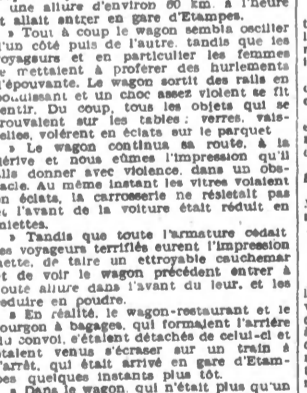 une allure d'environ 60 km. à l'heure
t allait entrer en gare d'Etampes.
» Tout à coup le wagon sembla osciller
d'un côté puis de l'autre, tandis que les
voyageurs et en particulier les femmes
e mettaient à proférer des hurlements
d'épouvante. Le wagon sortit des rails en
bondissant et un choc assez violent se fit
sentir. Du coup, tous les objets qui se
rouvaient sur les tables : verres, vais-
elles, volèrent en éclats sur le parquet
» Le wagon continua sa route, à la
dérive et nous eûmes l'impression qu'il
alla donner avec violence, dans un obs-
acle. Au même instant les vitres volaient
en éclats, la carrosserie ne résistait pas
t l'avant de la voiture était réduit en
miettes.
» Tandis que toute l'armature cédait
es voyageurs terrifiés eurent l'impression
nette, de faire un effroyable cauchemar
et de voir le wagon précédent entrer à
toute allure dans l'avant du leur, et les
réduire en poudre.
» En réalité, le wagon-restaurant et le
ourgon à bagages, qui formaient l'arrière
du convoi, s'étaient détachés de celui-ci et
étaient venus s'écraser sur un train à
l'arrêt, qui était arrivé en gare d'Etam-
pes quelques instants plus tôt.
» Dans le wagon, qui n'était plus qu'un